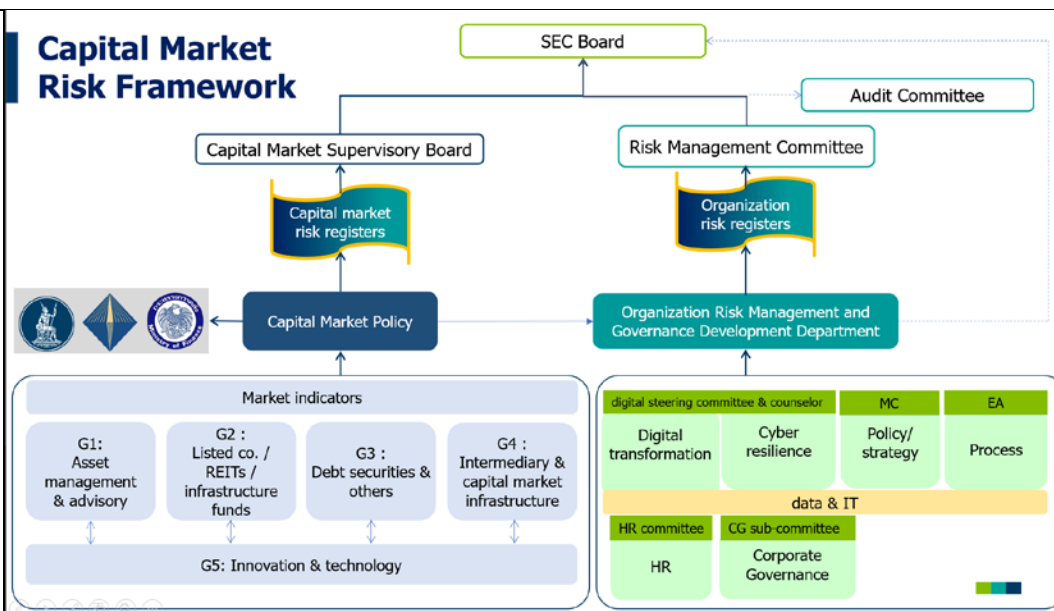 Capital Market
Risk Framework
SEC Board
Audit Committee
Capital Market Supervisory Board
Risk Management Committee
Capital market
risk registers
Organization
risk registers
Ministry of Finance
Capital Market Policy
Organization Risk Management and
Governance Development Department
Market indicators
G1:
Asset
management
& advisory
G2 :
Listed co. /
REITs /
infrastructure
funds
G3 :
Debt securities &
others
G4 :
Intermediary &
capital market
infrastructure
G5: Innovation & technology
digital steering committee & counselor
MC
EA
Digital
transformation
Cyber
resilience
Policy/
strategy
Process
data & IT
HR committee
CG sub-committee
HR
Corporate
Governance